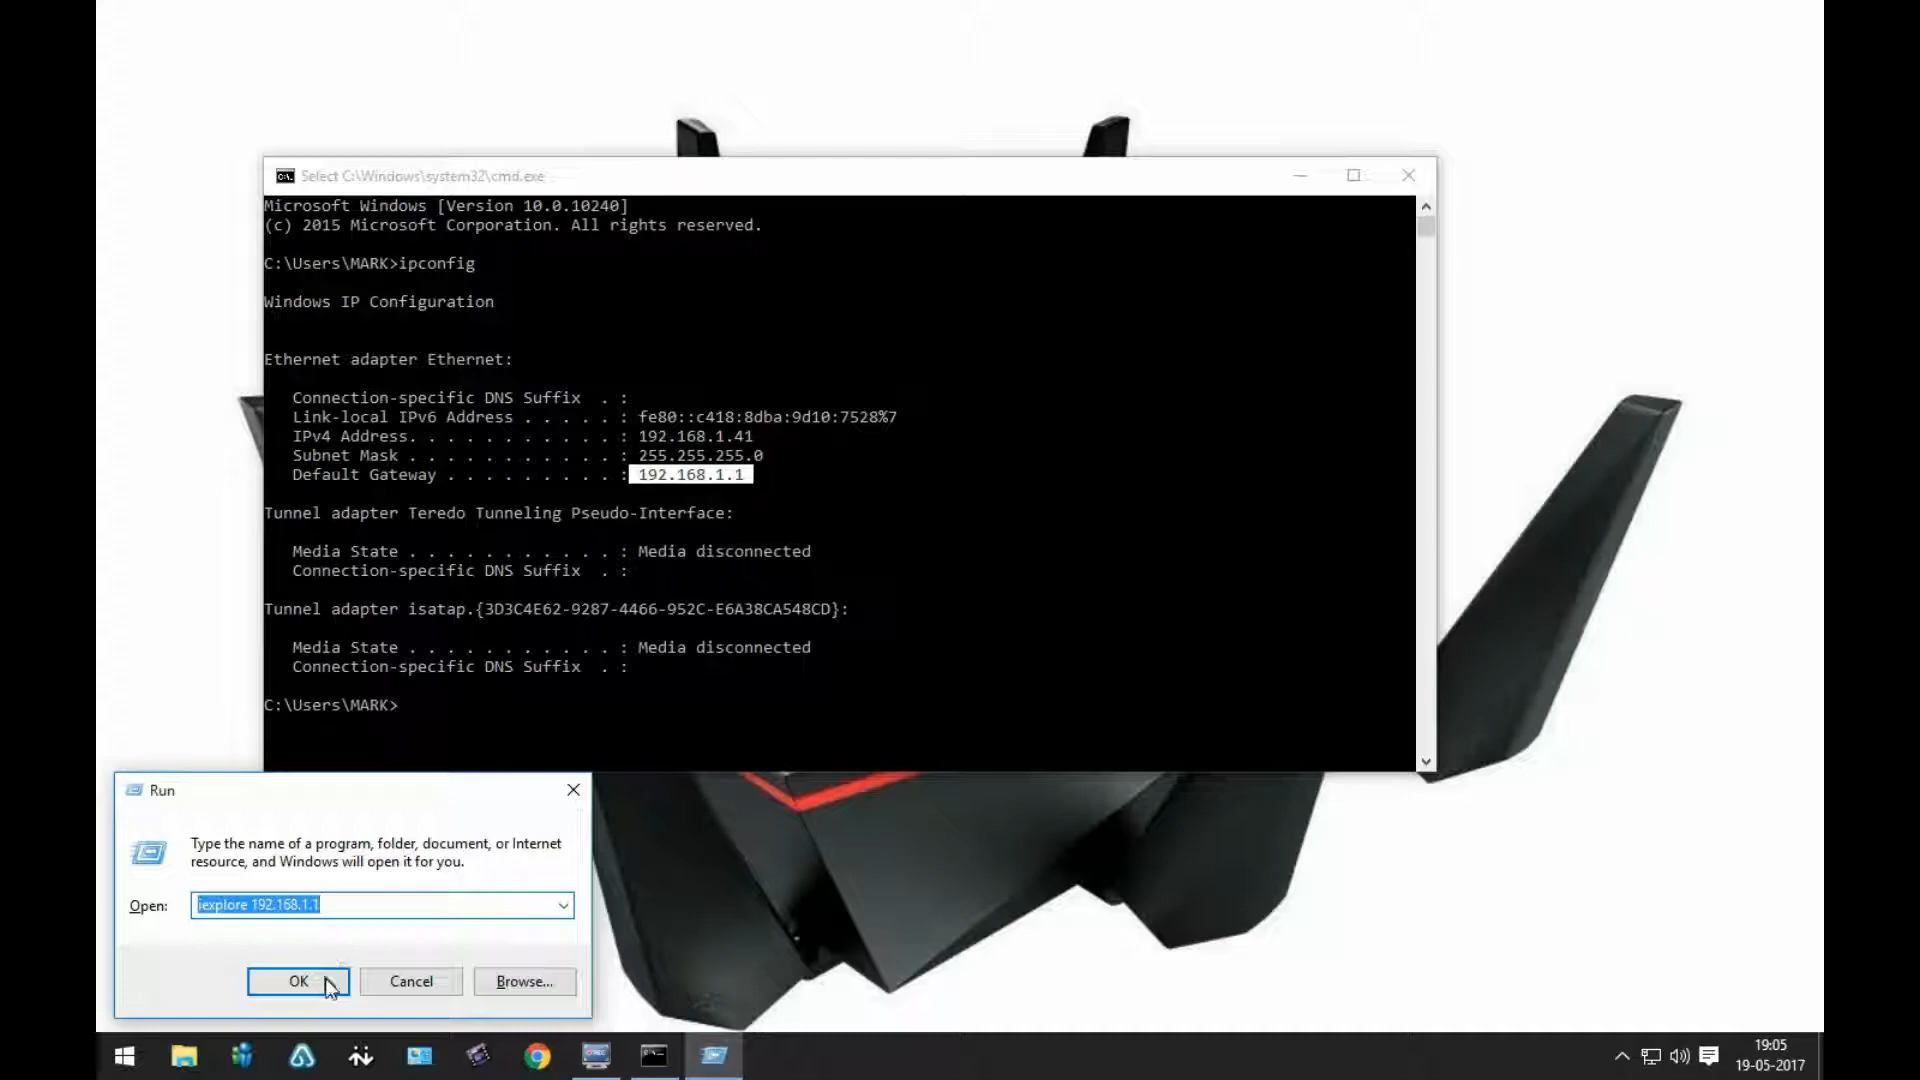 Select C:\Windows\system32\cmd.exe
Microsoft Windows [Version 10.0.10240]
(c) 2015 Microsoft Corporation. All rights reserved.
C:\Users\MARK>ipconfig
Windows IP Configuration
Ethernet adapter Ethernet:
Connection-specific DNS Suffix  . :
Link-local IPv6 Address . . . . . : fe80::c418:8dba:9d10:7528%7
IPv4 Address. . . . . . . . . . . : 192.168.1.41
Subnet Mask . . . . . . . . . . . : 255.255.255.0
Default Gateway . . . . . . . . . : 192.168.1.1
Tunnel adapter Teredo Tunneling Pseudo-Interface:
Media State . . . . . . . . . . . : Media disconnected
Connection-specific DNS Suffix  . :
Tunnel adapter isatap.{3D3C4E62-9287-4466-952C-E6A38CA548CD}:
Media State . . . . . . . . . . . : Media disconnected
Connection-specific DNS Suffix  . :
C:\Users\MARK>
Run
Type the name of a program, folder, document, or Internet
resource, and Windows will open it for you.
Open: iexplore 192.168.1.1
OK Cancel Browse...
19:05
19-05-2017